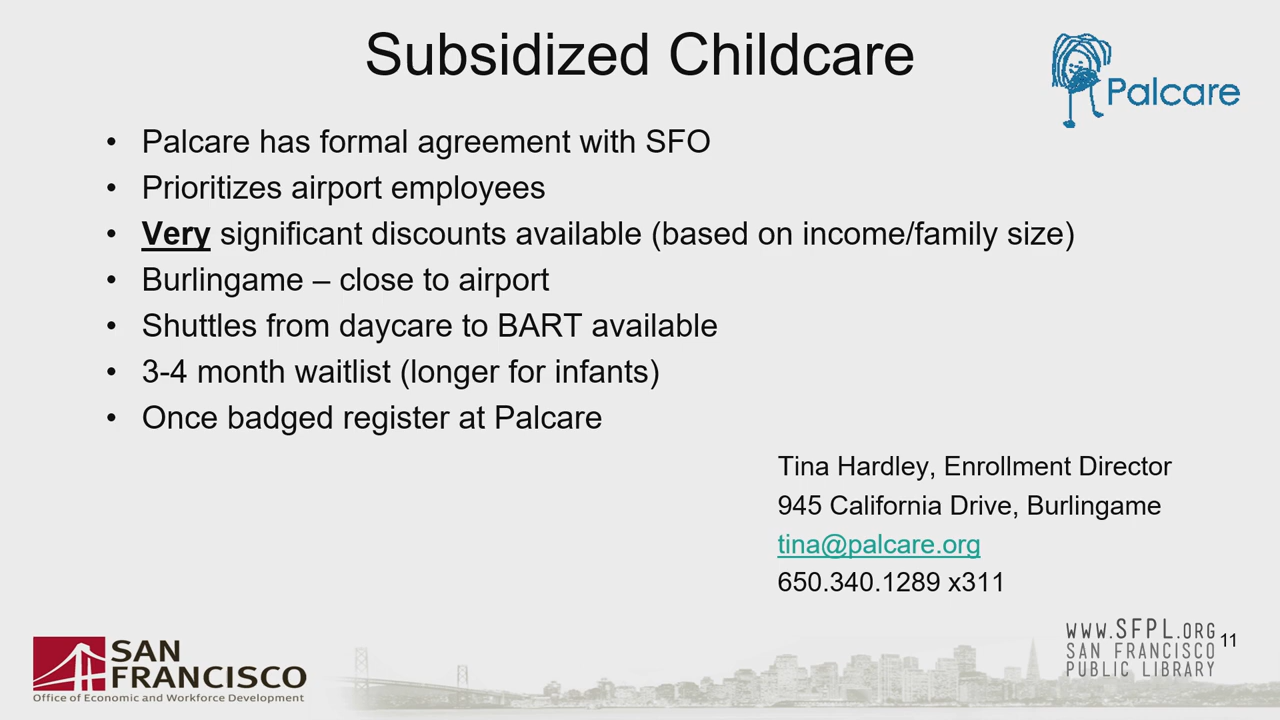 Subsidized Childcare
Palcare
• Palcare has formal agreement with SFO
• Prioritizes airport employees
• Very significant discounts available (based on income/family size)
• Burlingame – close to airport
• Shuttles from daycare to BART available
• 3-4 month waitlist (longer for infants)
• Once badged register at Palcare
Tina Hardley, Enrollment Director
945 California Drive, Burlingame
tina@palcare.org
650.340.1289 x311
SAN
FRANCISCO
Office of Economic and Workforce Development
WWW.SFPL.ORG
SAN FRANCISCO
PUBLIC LIBRARY
11